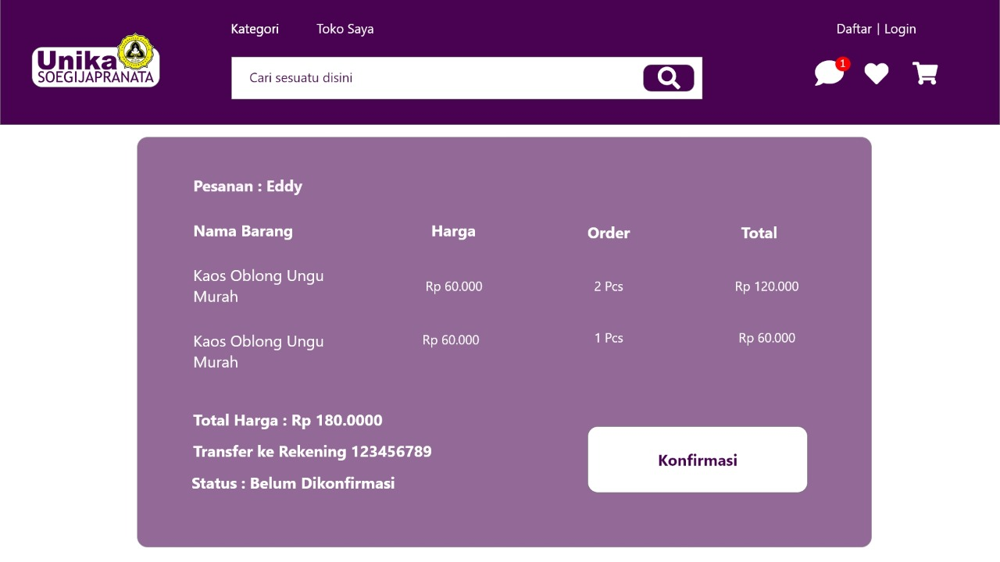 Kategori Toko Saya Daftar | Login
Unika
SOEGIJAPRANATA
Cari sesuatu disini
1
Pesanan : Eddy
Nama Barang Harga Order Total
Kaos Oblong Ungu
Murah
Rp 60.000 2 Pcs Rp 120.000
Kaos Oblong Ungu
Murah
Rp 60.000 1 Pcs Rp 60.000
Total Harga : Rp 180.0000
Transfer ke Rekening 123456789
Status : Belum Dikonfirmasi
Konfirmasi